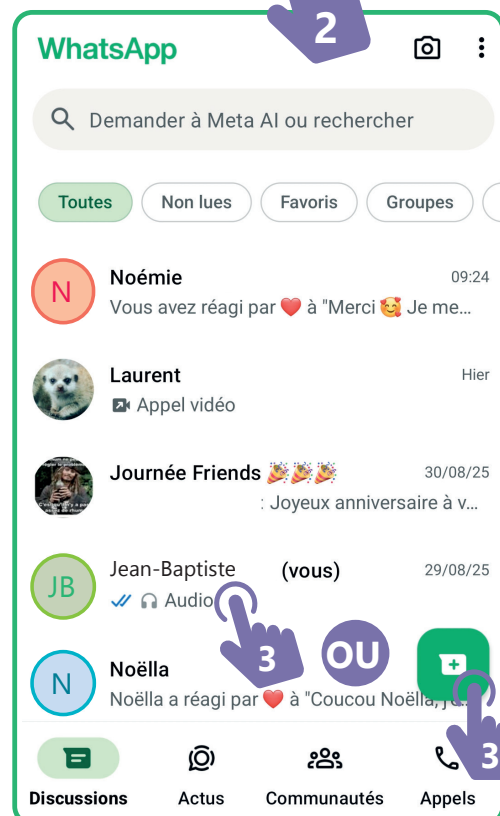 2
WhatsApp
Demander à Meta AI ou rechercher
Toutes
Non lues
Favoris
Groupes
N
Noémie
09:24
Vous avez réagi par ❤️ à "Merci 🥰 Je me...
Laurent
Hier
Appel vidéo
Journée Friends 🎉🎉🎉
30/08/25
: Joyeux anniversaire à v...
JB
Jean-Baptiste (vous)
29/08/25
Audio
3
OU
N
Noëlla
Noëlla a réagi par ❤️ à "Coucou Noëlla, j
3
Discussions
Actus
Communautés
Appels